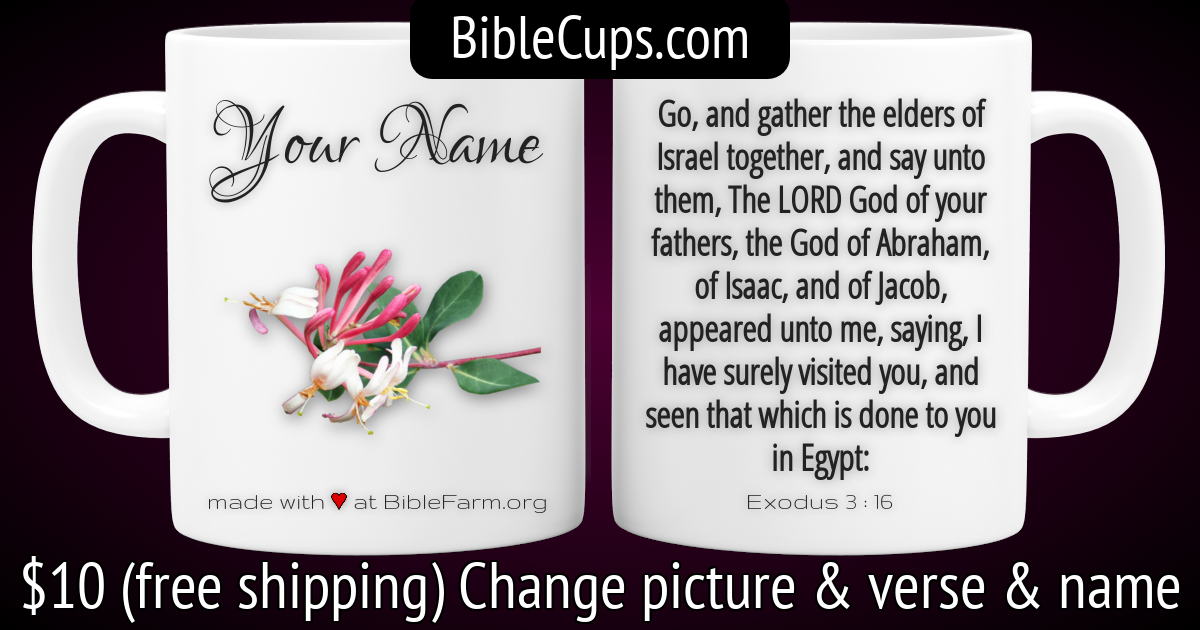 BibleCups.com
Your Name
made with ♥ at BibleFarm.org
Go, and gather the elders of
Israel together, and say unto
them, The LORD God of your
fathers, the God of Abraham,
of Isaac, and of Jacob,
appeared unto me, saying, I
have surely visited you, and
seen that which is done to you
in Egypt:
Exodus 3 : 16
$10 (free shipping) Change picture & verse & name